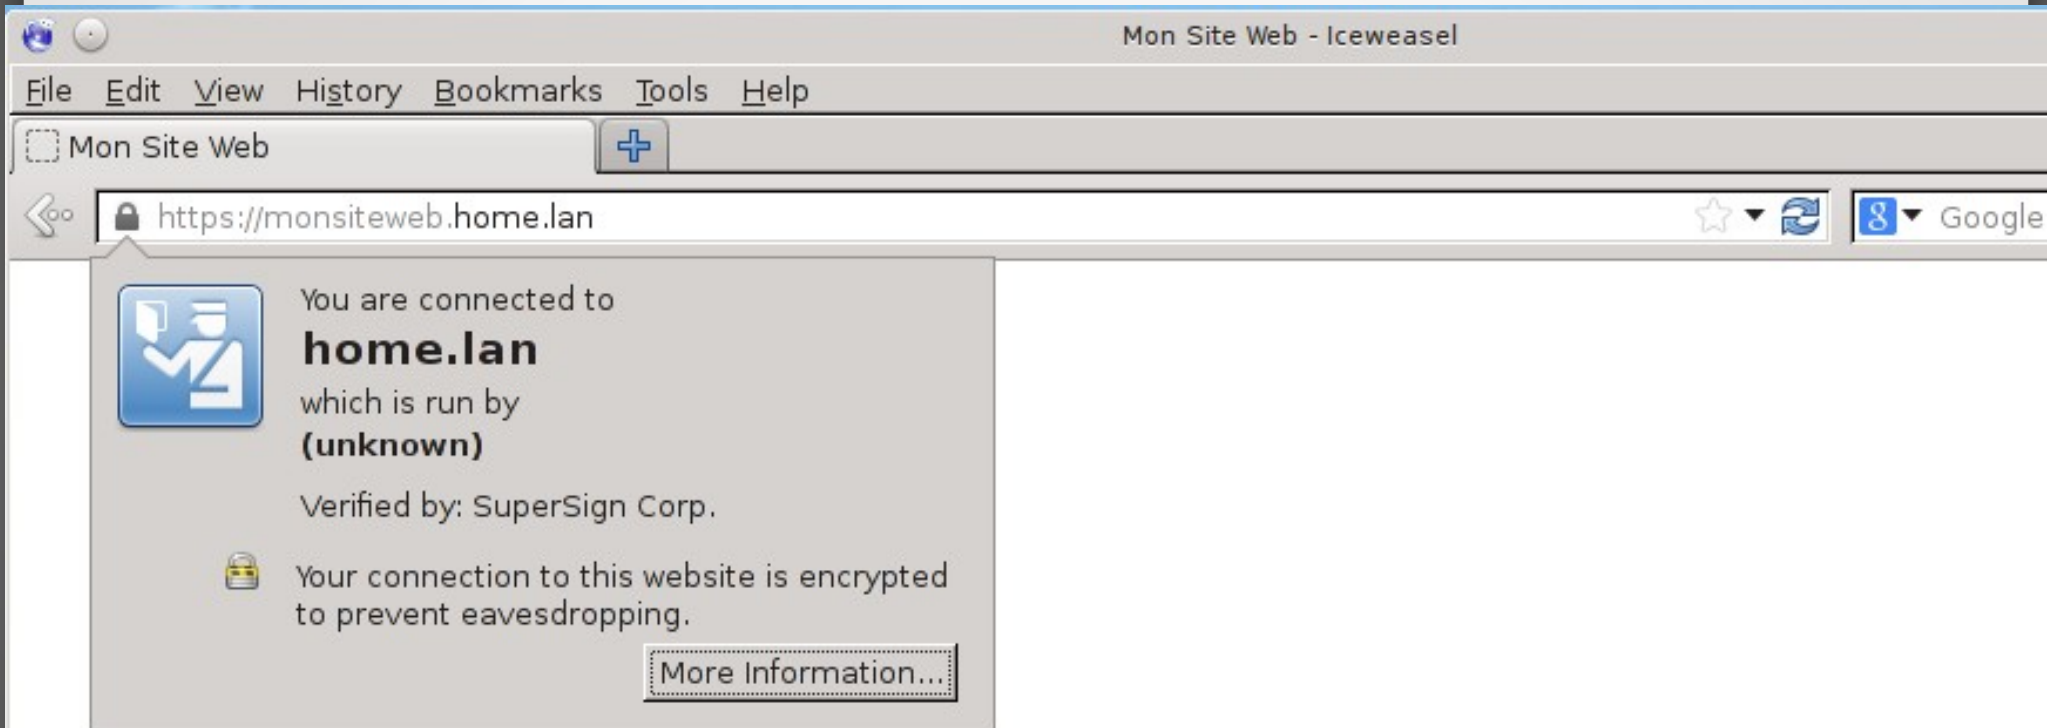 Mon Site Web - Iceweasel
File Edit View History Bookmarks Tools Help
Mon Site Web
https://monsiteweb.home.lan
8 Google
You are connected to
home.lan
which is run by
(unknown)
Verified by: SuperSign Corp.
Your connection to this website is encrypted
to prevent eavesdropping.
More Information...